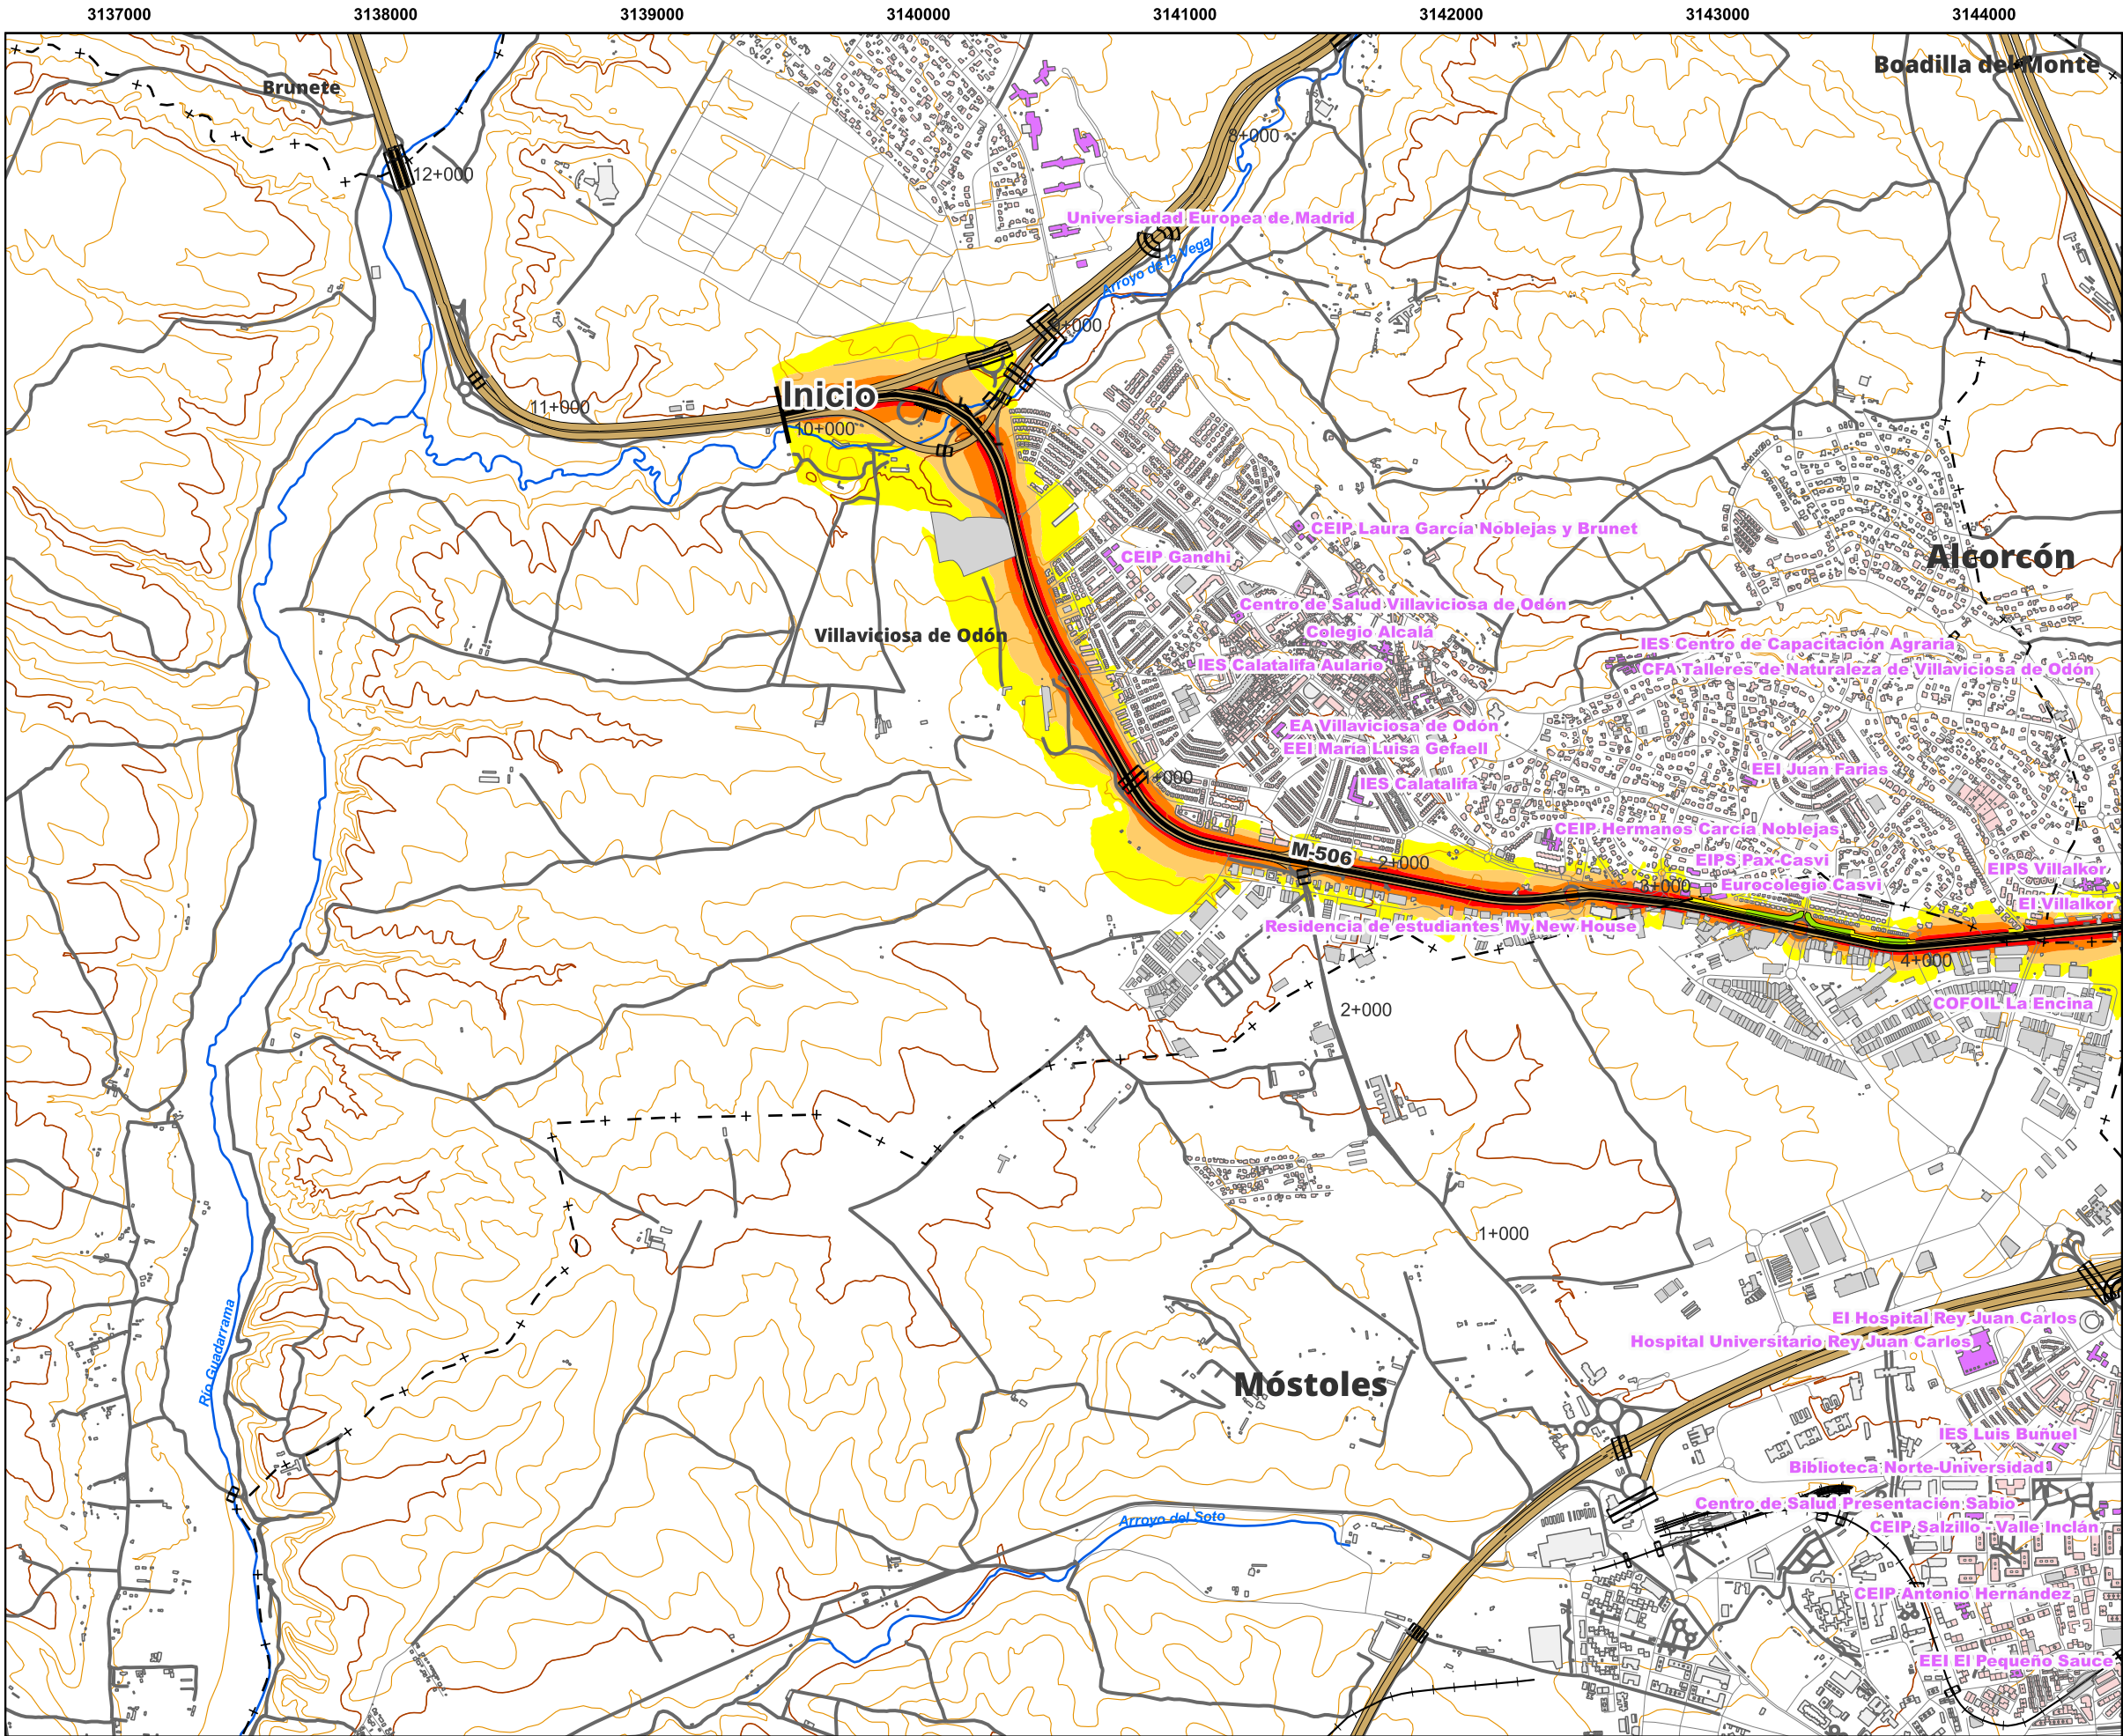 3137000 3138000 3139000 3140000 3141000 3142000 3143000 3144000
Boadilla del Monte
Brunete
8+000
12+000
Universiadad Europea de Madrid
Arroyo de la Vega
9+000
Inicio
11+000
10+000
CEIP Laura García Noblejas y Brunet
CEIP Gandhi
Alcorcón
Centro de Salud Villaviciosa de Odón
Villaviciosa de Odón
Colegio Alcalá
IES Centro de Capacitación Agraria
IES Calatalifa Aulario
CFA Talleres de Naturaleza de Villaviciosa de Odón
EA Villaviciosa de Odón
EEI María Luisa Gefaell
EEI Juan Farias
1+000
IES Calatalifa
CEIP Hermanos García Noblejas
M-506
2+000
EIPS Pax-Casvi
EIPS Villalkor
3+000
Eurocolegio Casvi
EI Villalkor
Residencia de estudiantes My New House
4+000
COFOIL La Encina
2+000
1+000
EI Hospital Rey Juan Carlos
Hospital Universitario Rey Juan Carlos
Río Guadarrama
Móstoles
IES Luis Buñuel
Biblioteca Norte-Universidad
Centro de Salud Presentación Sabio
Arroyo del Soto
CEIP Salzillo - Valle Inclán
CEIP Antonio Hernández
EEI El Pequeño Sauce